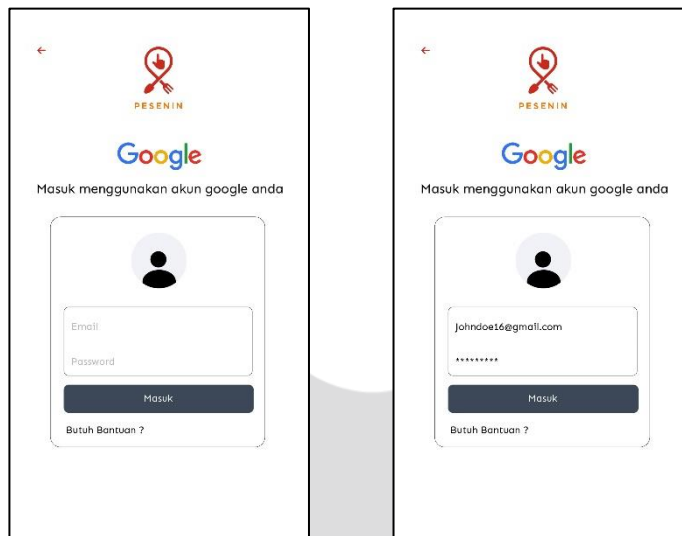 PESENIN
Google
Masuk menggunakan akun google anda
Email
Password
Masuk
Butuh Bantuan ?
PESENIN
Google
Masuk menggunakan akun google anda
Johndoe16@gmail.com
*********
Masuk
Butuh Bantuan ?